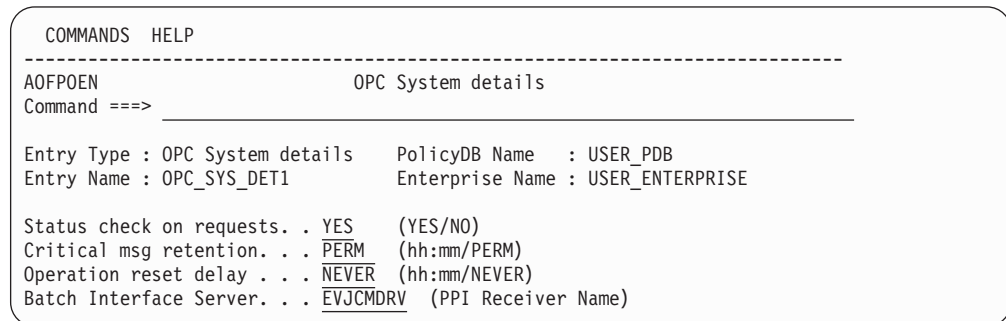 COMMANDS HELP
-----------------------------------------------------------------------------
AOFPOEN OPC System details
Command ===>
Entry Type : OPC System details PolicyDB Name : USER_PDB
Entry Name : OPC_SYS_DET1 Enterprise Name : USER_ENTERPRISE
Status check on requests. . YES (YES/NO)
Critical msg retention. . . PERM (hh:mm/PERM)
Operation reset delay . . . NEVER (hh:mm/NEVER)
Batch Interface Server. . . EVJCMDRV (PPI Receiver Name)